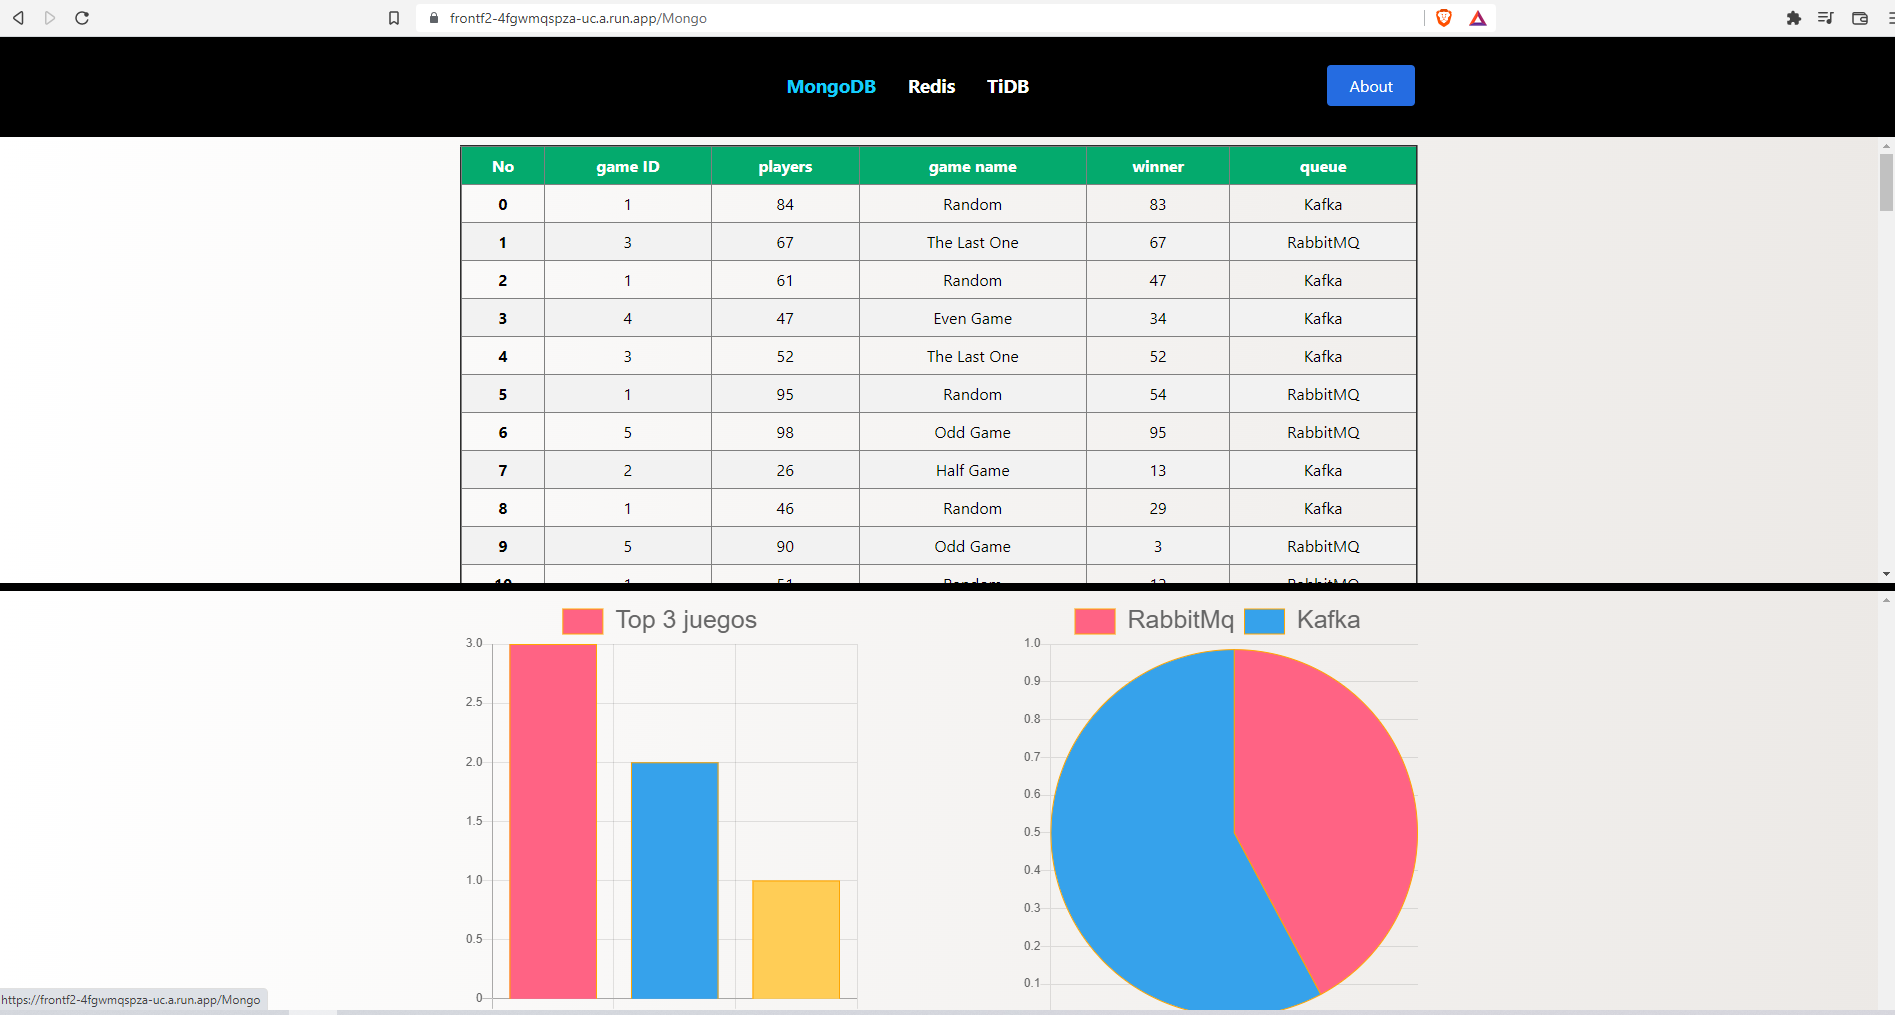 frontf2-4fgwmqspza-uc.a.run.app/Mongo
MongoDB Redis TiDB About
No game ID players game name winner queue
0 1 84 Random 83 Kafka
1 3 67 The Last One 67 RabbitMQ
2 1 61 Random 47 Kafka
3 4 47 Even Game 34 Kafka
4 3 52 The Last One 52 Kafka
5 1 95 Random 54 RabbitMQ
6 5 98 Odd Game 95 RabbitMQ
7 2 26 Half Game 13 Kafka
8 1 46 Random 29 Kafka
9 5 90 Odd Game 3 RabbitMQ
10 1 51 Random RabbitMQ
Top 3 juegos
3.0
2.5
2.0
1.5
1.0
0.5
0
RabbitMq Kafka
1.0
0.9
0.8
0.7
0.6
0.5
0.4
0.3
0.2
0.1
https://frontf2-4fgwmqspza-uc.a.run.app/Mongo